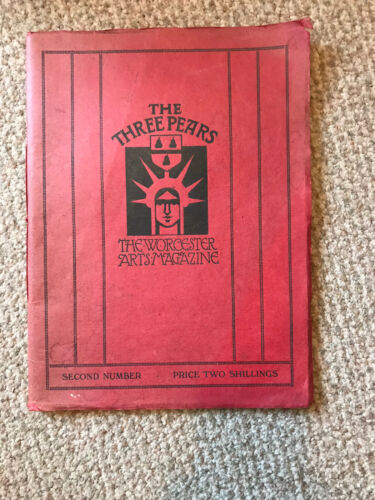 THE
THREE PEARS
THE WORCESTER
ARTS·MAGAZINE
SECOND NUMBER PRICE TWO SHILLINGS